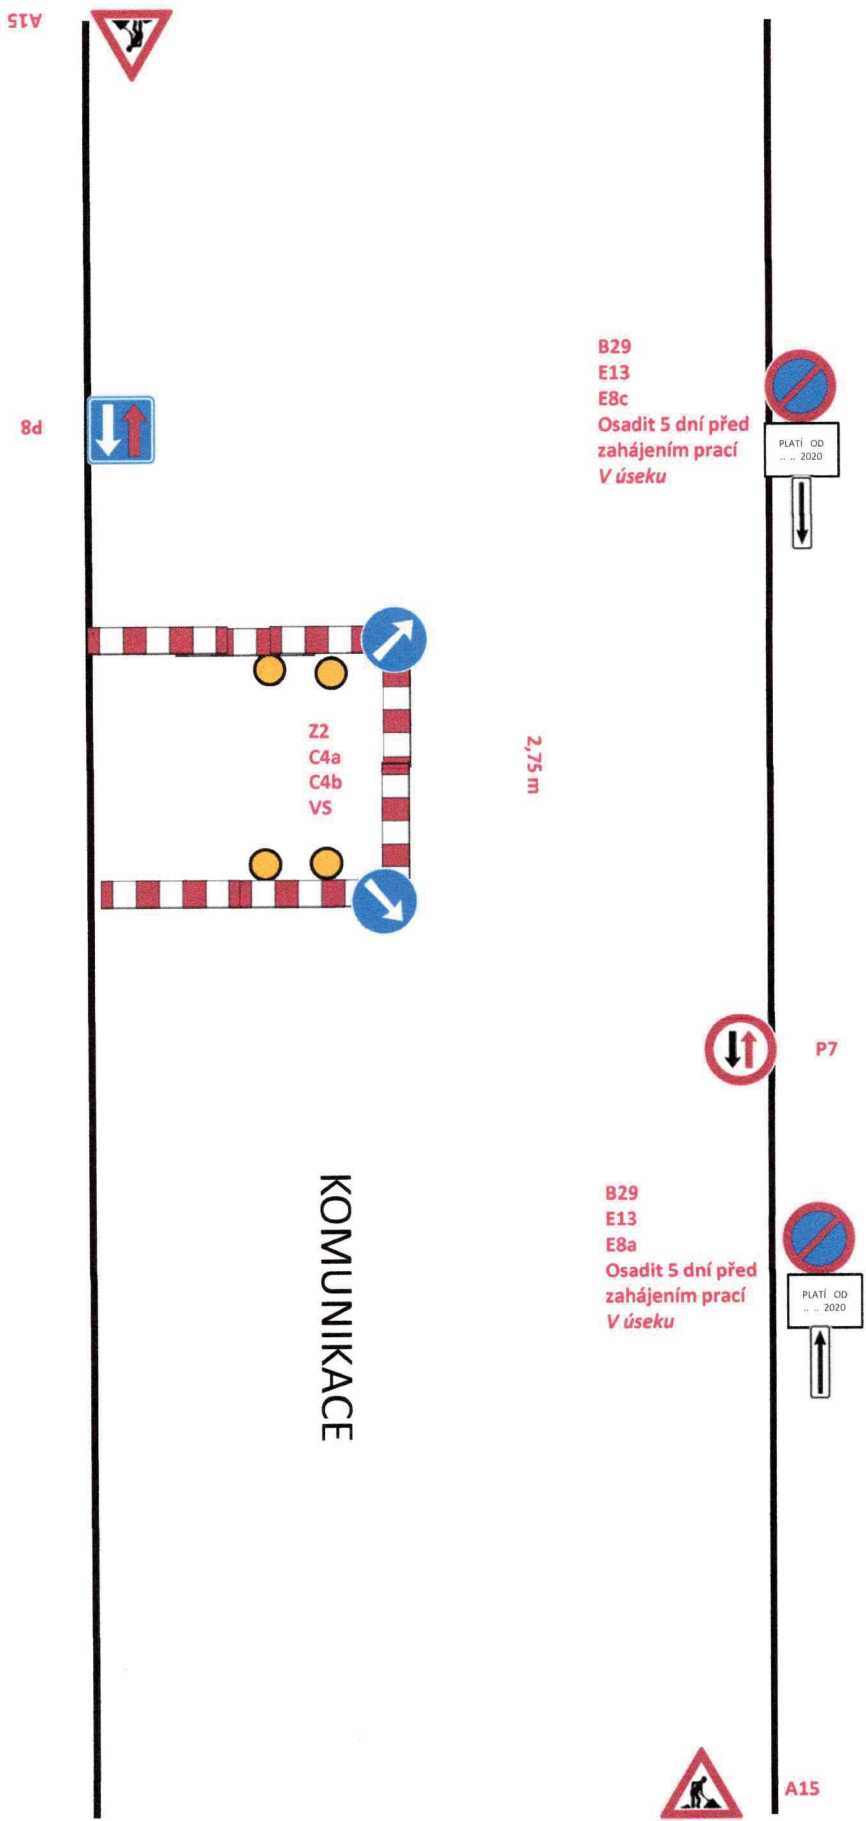 A15
P8
B29
E13
E8c
Osadit 5 dní před
zahájením prací
V úseku
PLATÍ OD
.. .. 2020
Z2
C4a
C4b
VS
2,75 m
P7
KOMUNIKACE
B29
E13
E8a
Osadit 5 dní před
zahájením prací
V úseku
PLATÍ OD
.. .. 2020
A15